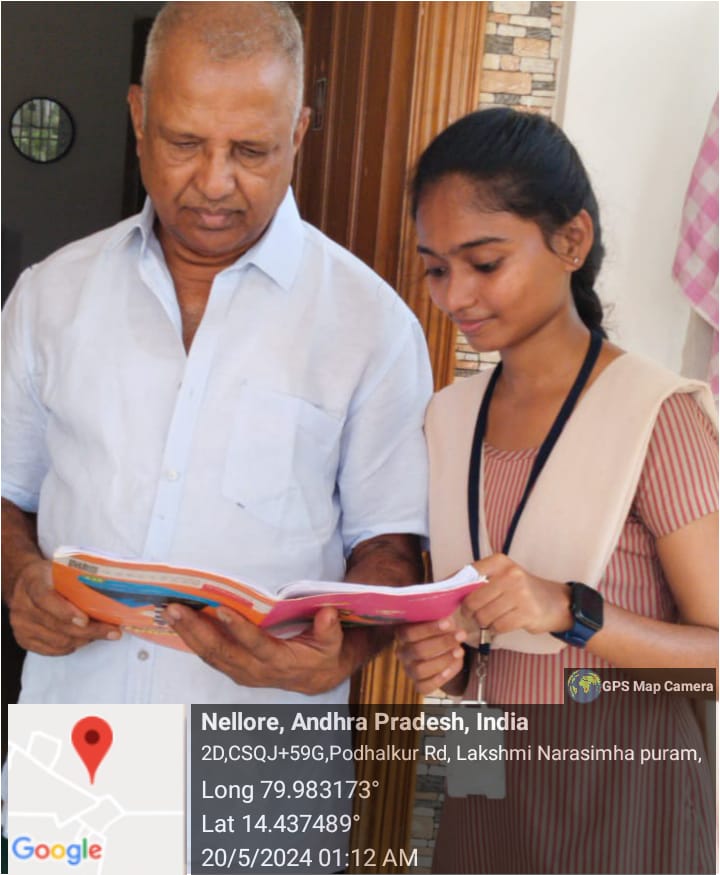 GPS Map Camera
Nellore, Andhra Pradesh, India
2D,CSQJ+59G,Podhalkur Rd, Lakshmi Narasimha puram,
Long 79.983173°
Lat 14.437489°
20/5/2024 01:12 AM
Google